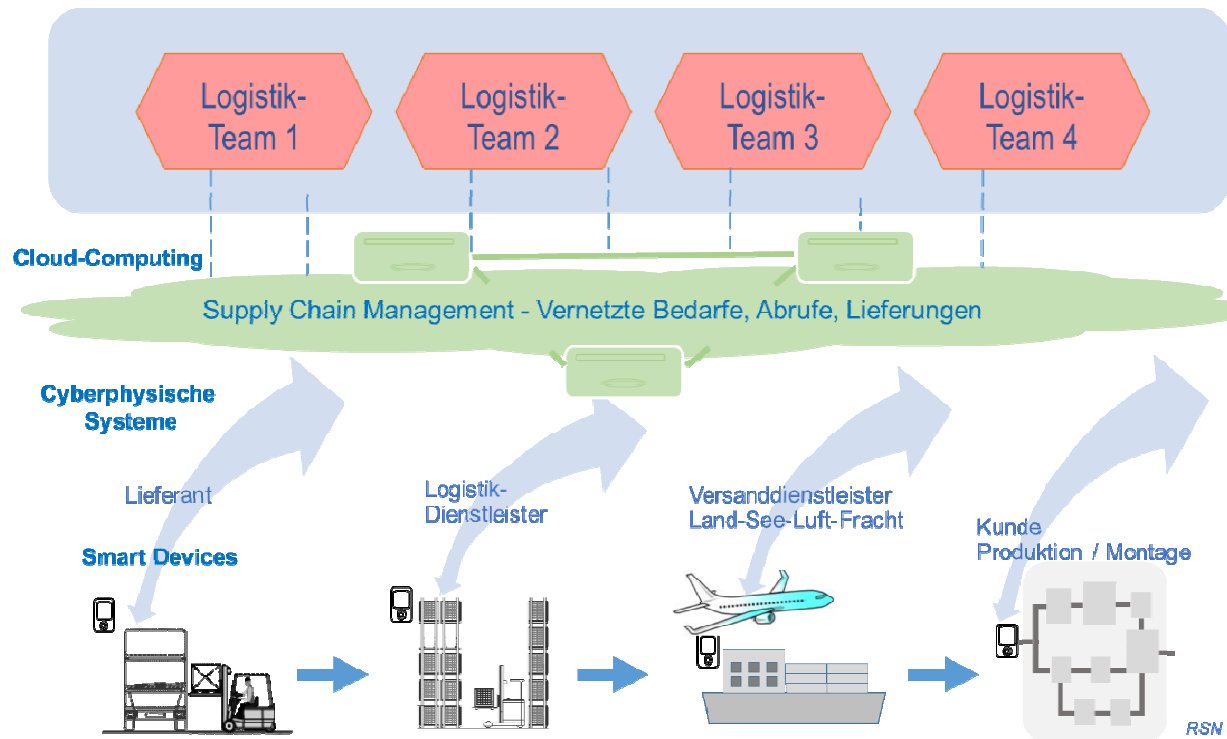 Logistik-
Team 1
Logistik-
Team 2
Logistik-
Team 3
Logistik-
Team 4
Cloud-Computing
Supply Chain Management - Vernetzte Bedarfe, Abrufe, Lieferungen
Cyberphysische
Systeme
Lieferant
Logistik-
Dienstleister
Versanddienstleister
Land-See-Luft-Fracht
Kunde
Produktion / Montage
Smart Devices
RSN